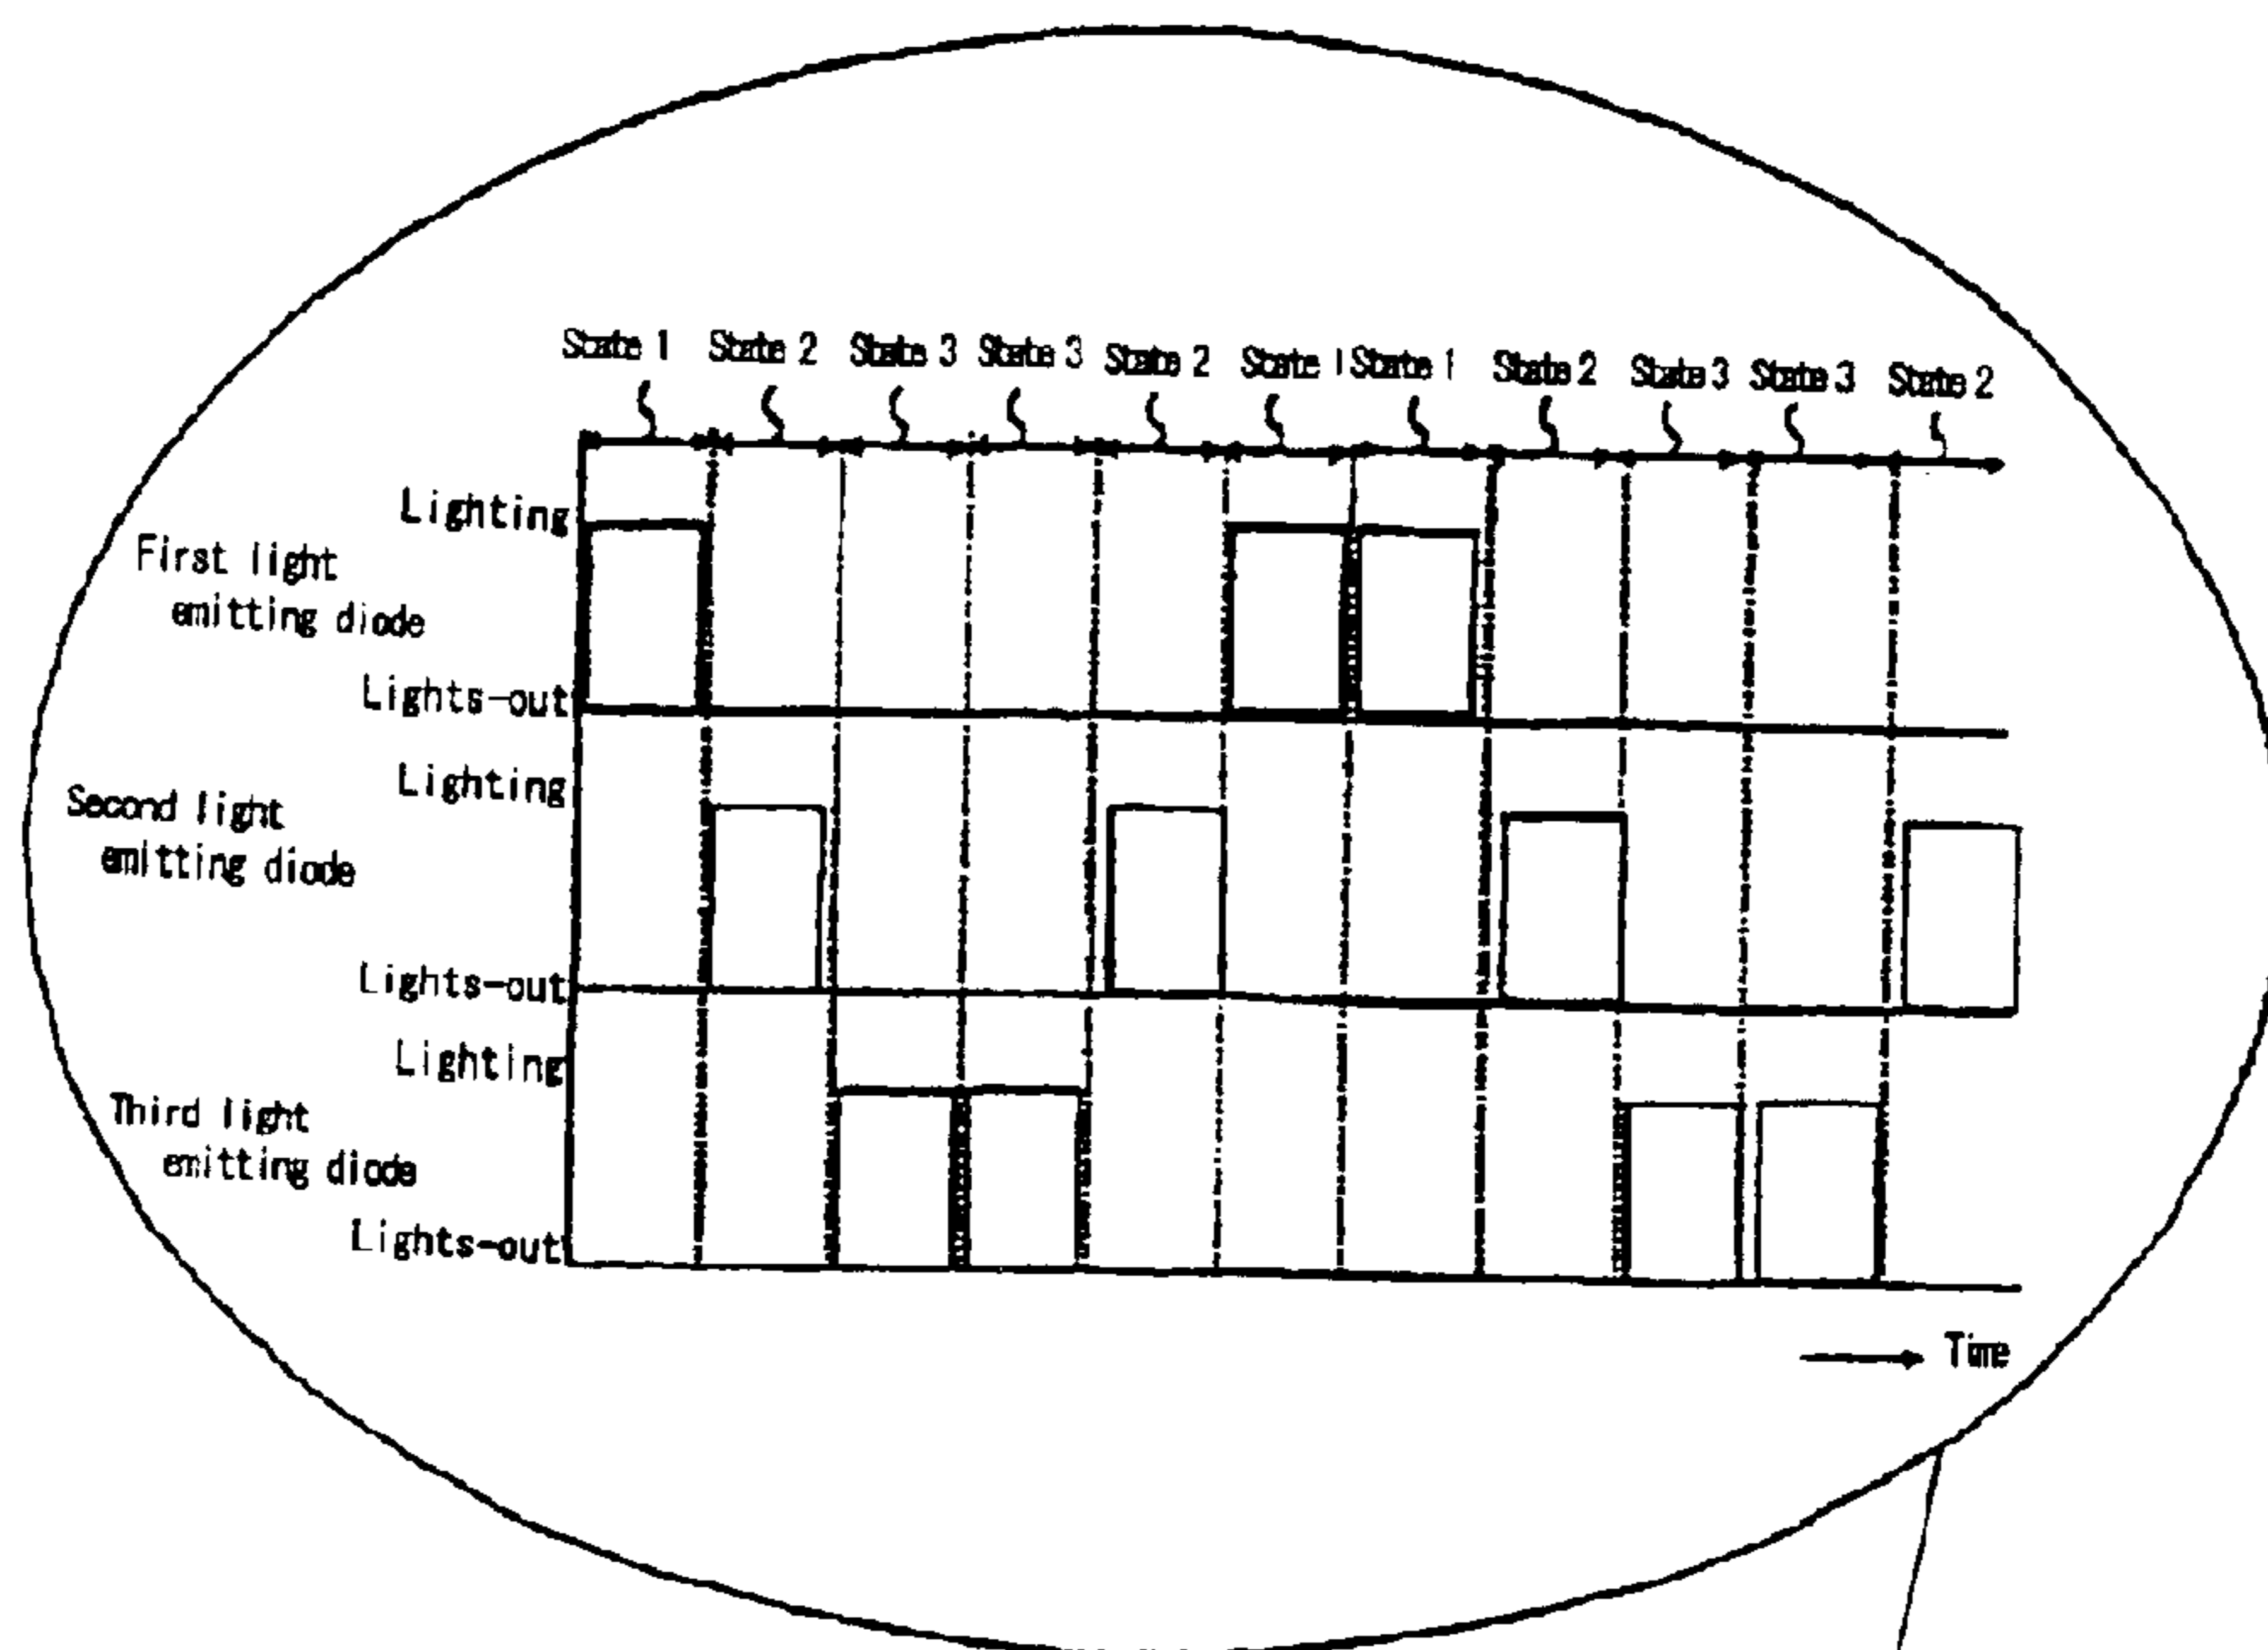 State 1 State 2 State 3 State 3 State 2 State 1 State 1 State 2 State 3 State 3 State 2
Lighting
First light
emitting diode
Lights-out
Lighting
Second light
emitting diode
Lights-out
Lighting
Third light
emitting diode
Lights-out
Time